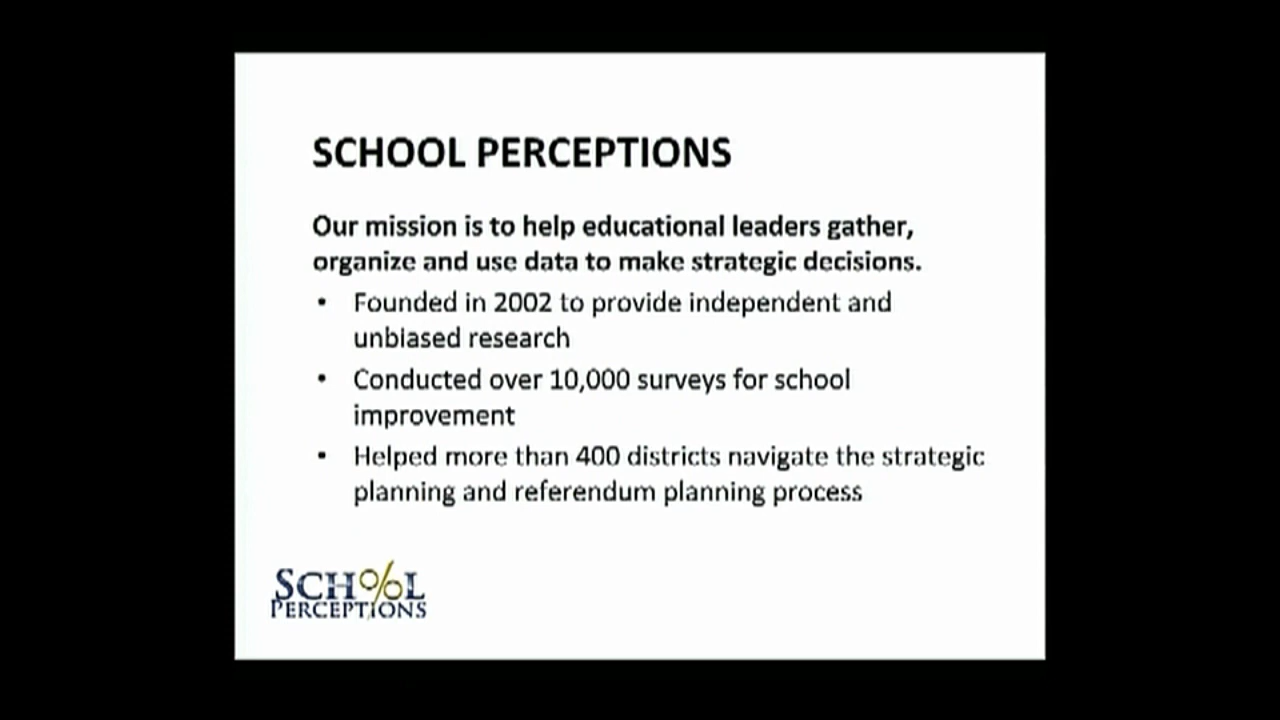 SCHOOL PERCEPTIONS
Our mission is to help educational leaders gather,
organize and use data to make strategic decisions.
• Founded in 2002 to provide independent and
unbiased research
• Conducted over 10,000 surveys for school
improvement
• Helped more than 400 districts navigate the strategic
planning and referendum planning process
SCH%L
PERCEPTIONS